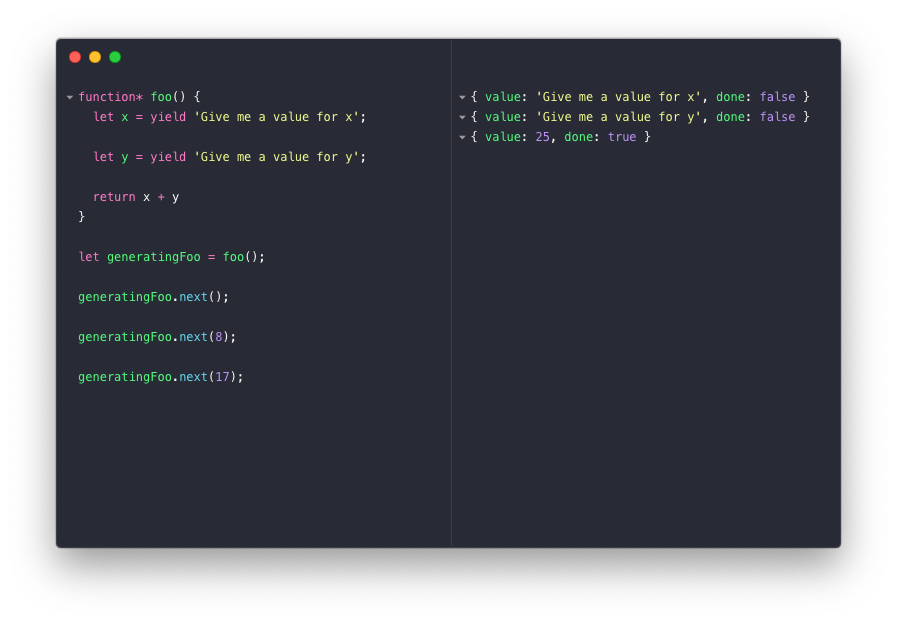 function* foo() {
let x = yield 'Give me a value for x';
let y = yield 'Give me a value for y';
return x + y
}
let generatingFoo = foo();
generatingFoo.next();
generatingFoo.next(8);
generatingFoo.next(17);
{ value: 'Give me a value for x', done: false }
{ value: 'Give me a value for y', done: false }
{ value: 25, done: true }